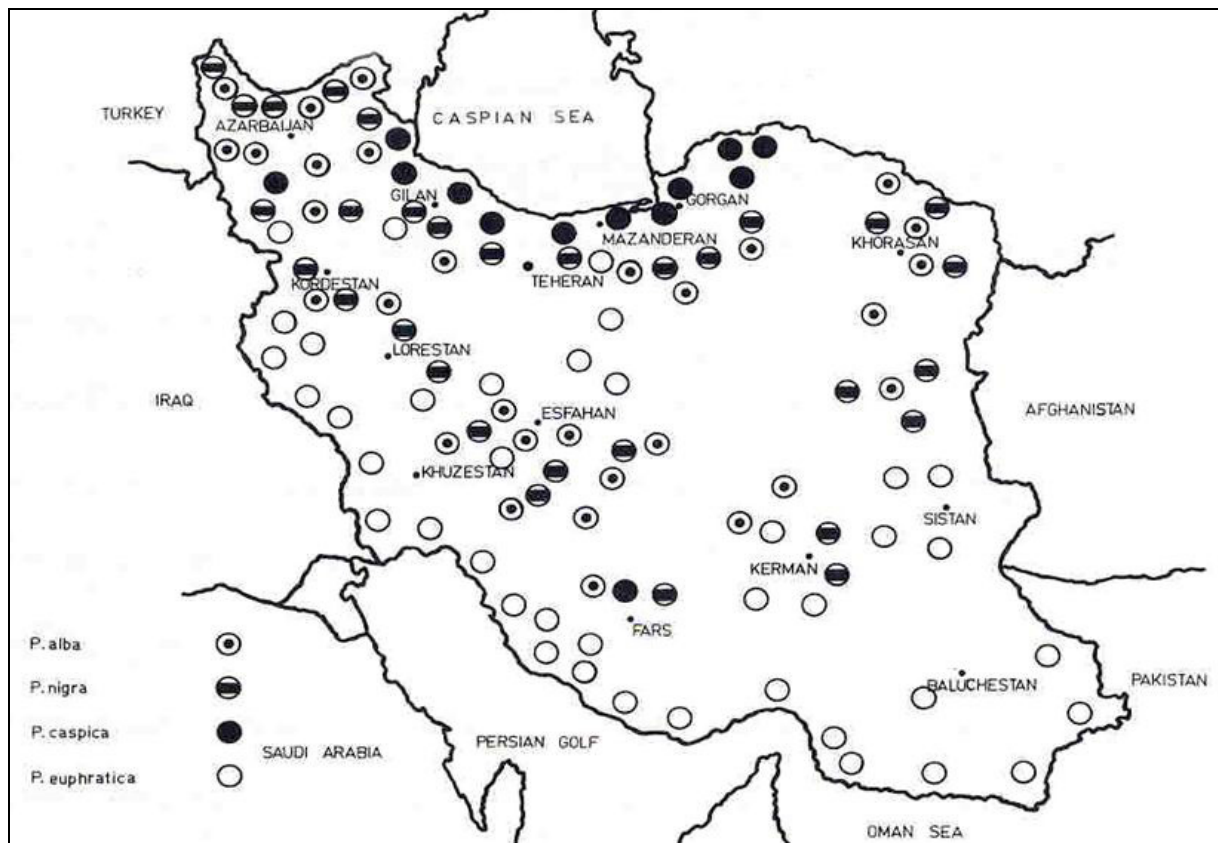 CASPIAN SEA
TURKEY
AZARBAIJAN
GILAN
GORGAN
MAZANDERAN
KHORASAN
TEHERAN
KORDESTAN
LORESTAN
IRAQ
ESFAHAN
AFGHANISTAN
KHUZESTAN
SISTAN
KERMAN
FARS
P. alba
P. nigra
BALUCHESTAN
PAKISTAN
P. caspica
SAUDI ARABIA
PERSIAN GOLF
P. euphratica
OMAN SEA